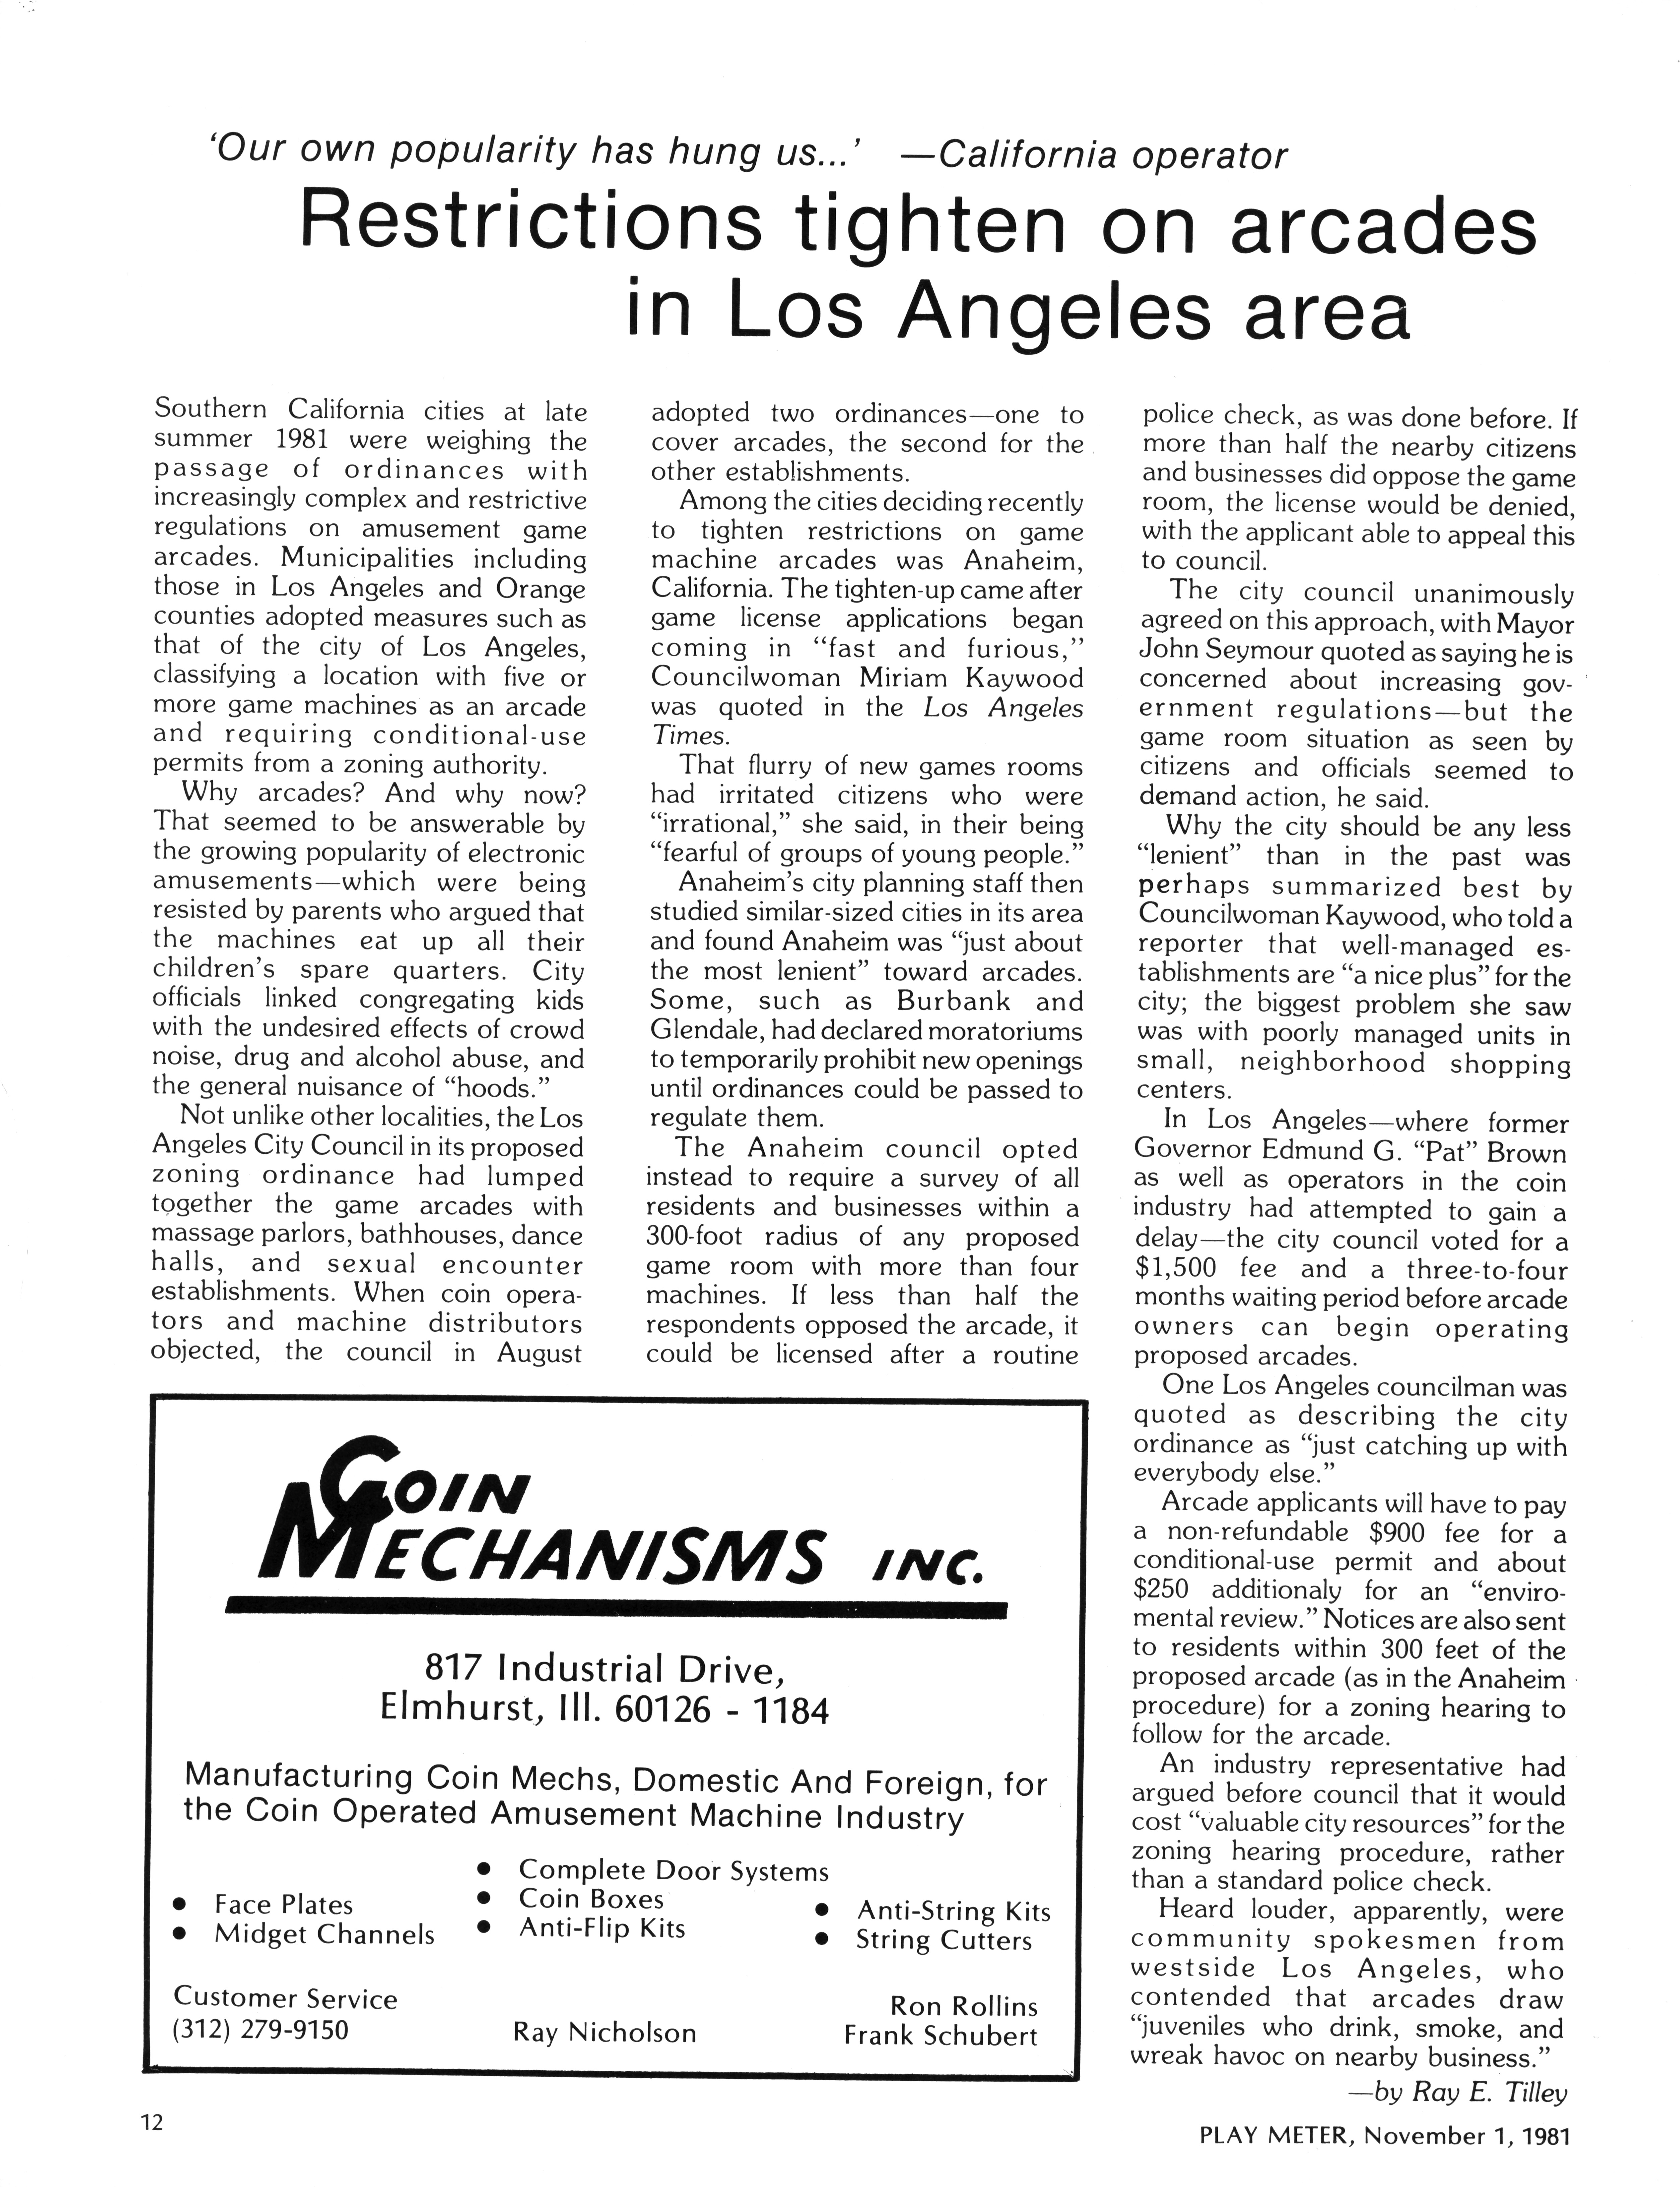 'Our own popularity has hung us...' —California operator
Restrictions tighten on arcades
in Los Angeles area
Southern California cities at late
summer 1981 were weighing the
passage of ordinances with
increasingly complex and restrictive
regulations on amusement game
arcades. Municipalities including
those in Los Angeles and Orange
counties adopted measures such as
that of the city of Los Angeles,
classifying a location with five or
more game machines as an arcade
and requiring conditional-use
permits from a zoning authority.
Why arcades? And why now?
That seemed to be answerable by
the growing popularity of electronic
amusements—which were being
resisted by parents who argued that
the machines eat up all their
children's spare quarters. City
officials linked congregating kids
with the undesired effects of crowd
noise, drug and alcohol abuse, and
the general nuisance of "hoods."
Not unlike other localities, the Los
Angeles City Council in its proposed
zoning ordinance had lumped
together the game arcades with
massage parlors, bathhouses, dance
halls, and sexual encounter
establishments. When coin opera-
tors and machine distributors
objected, the council in August
adopted two ordinances—one to
cover arcades, the second for the
other establishments.
Among the cities deciding recently
to tighten restrictions on game
machine arcades was Anaheim,
California. The tighten-up came after
game license applications began
coming in "fast and furious,"
Councilwoman Miriam Kaywood
was quoted in the Los Angeles
Times.
That flurry of new games rooms
had irritated citizens who were
"irrational," she said, in their being
"fearful of groups of young people."
Anaheim's city planning staff then
studied similar-sized cities in its area
and found Anaheim was "just about
the most lenient" toward arcades.
Some, such as Burbank and
Glendale, had declared moratoriums
to temporarily prohibit new openings
until ordinances could be passed to
regulate them.
The Anaheim council opted
instead to require a survey of all
residents and businesses within a
300-foot radius of any proposed
game room with more than four
machines. If less than half the
respondents opposed the arcade, it
could be licensed after a routine
police check, as was done before. If
more than half the nearby citizens
and businesses did oppose the game
room, the license would be denied,
with the applicant able to appeal this
to council.
The city council unanimously
agreed on this approach, with Mayor
John Seymour quoted as saying he is
concerned about increasing gov-
ernment regulations—but the
game room situation as seen by
citizens and officials seemed to
demand action, he said.
Why the city should be any less
"lenient" than in the past was
perhaps summarized best by
Councilwoman Kaywood, who told a
reporter that well-managed es-
tablishments are "a nice plus" for the
city; the biggest problem she saw
was with poorly managed units in
small, neighborhood shopping
centers.
In Los Angeles—where former
Governor Edmund G. "Pat" Brown
as well as operators in the coin
industry had attempted to gain a
delay—the city council voted for a
$1,500 fee and a three-to-four
months waiting period before arcade
owners can begin operating
proposed arcades.
One Los Angeles councilman was
quoted as describing the city
ordinance as "just catching up with
everybody else."
Arcade applicants will have to pay
a non-refundable $900 fee for a
conditional-use permit and about
$250 additionaly for an "enviro-
mental review." Notices are also sent
to residents within 300 feet of the
proposed arcade (as in the Anaheim
procedure) for a zoning hearing to
follow for the arcade.
An industry representative had
argued before council that it would
cost "valuable city resources" for the
zoning hearing procedure, rather
than a standard police check.
Heard louder, apparently, were
community spokesmen from
westside Los Angeles, who
contended that arcades draw
"juveniles who drink, smoke, and
wreak havoc on nearby business."
—by Ray E. Tilley
COIN
MECHANISMS INC.
817 Industrial Drive,
Elmhurst, Ill. 60126 - 1184
Manufacturing Coin Mechs, Domestic And Foreign, for
the Coin Operated Amusement Machine Industry
• Face Plates
• Midget Channels
• Complete Door Systems
• Coin Boxes
• Anti-Flip Kits
• Anti-String Kits
• String Cutters
Customer Service
(312) 279-9150
Ray Nicholson
Ron Rollins
Frank Schubert
12
PLAY METER, November 1, 1981